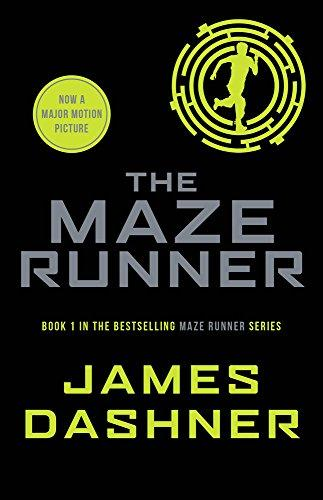 NOW A
MAJOR MOTION
PICTURE
THE
MAZE
RUNNER
BOOK 1 IN THE BESTSELLING MAZE RUNNER SERIES
JAMES
DASHNER